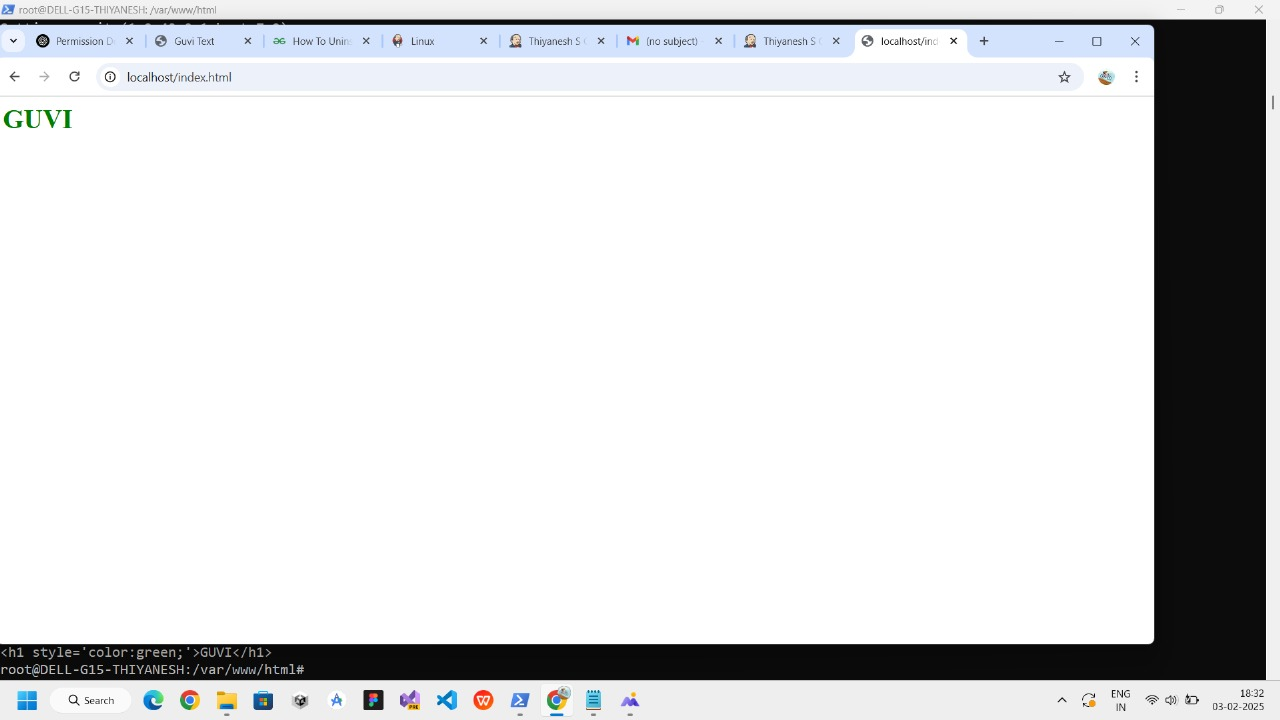 root@DELL-G15-THIYANESH: /var/www/html
Permission D
Guvi Text
How To Unin
Linux
Thiyanesh S
(no subject)
Thiyanesh S
localhost/ind
localhost/index.html
GUVI
<h1 style='color:green;'>GUVI</h1>
root@DELL-G15-THIYANESH:/var/www/html#
Search
ENG
IN
18:32
03-02-2025